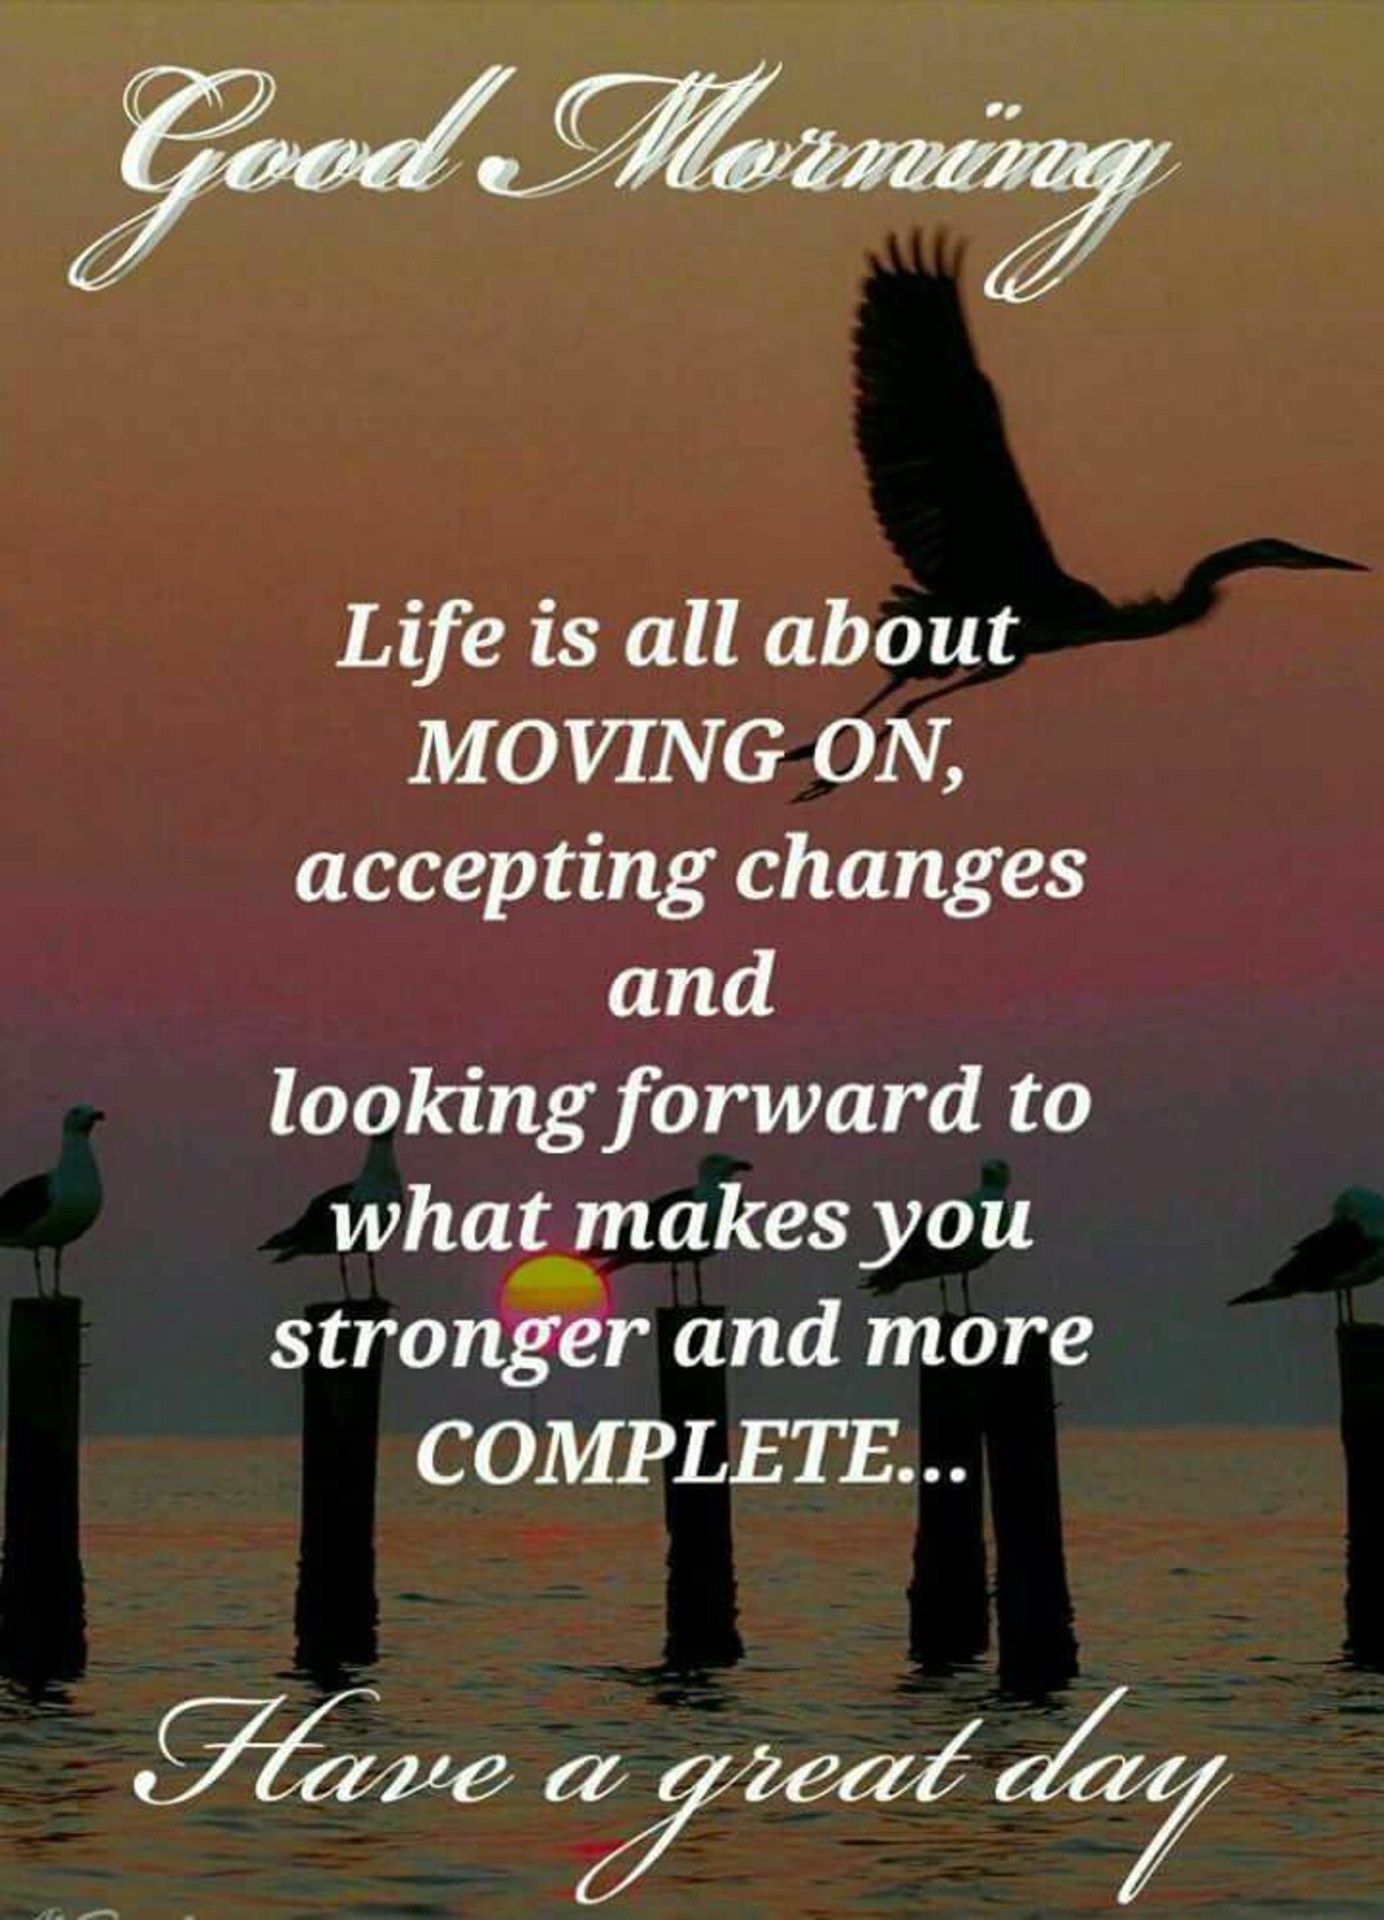 Good Morning
Life is all about
MOVING ON,
accepting changes
and
looking forward to
what makes you
stronger and more
COMPLETE...
Have a great day